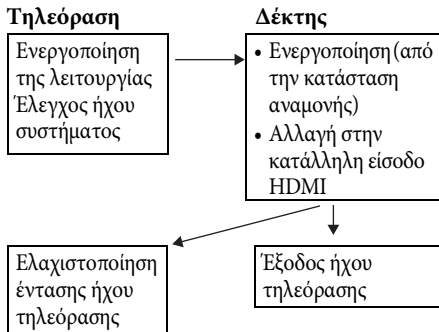 Τηλεόραση
Ενεργοποίηση
της λειτουργίας
Έλεγχος ήχου
συστήματος
Δέκτης
• Ενεργοποίηση (από
την κατάσταση
αναμονής)
• Αλλαγή στην
κατάλληλη είσοδο
HDMI
Ελαχιστοποίηση
έντασης ήχου
τηλεόρασης
Έξοδος ήχου
τηλεόρασης